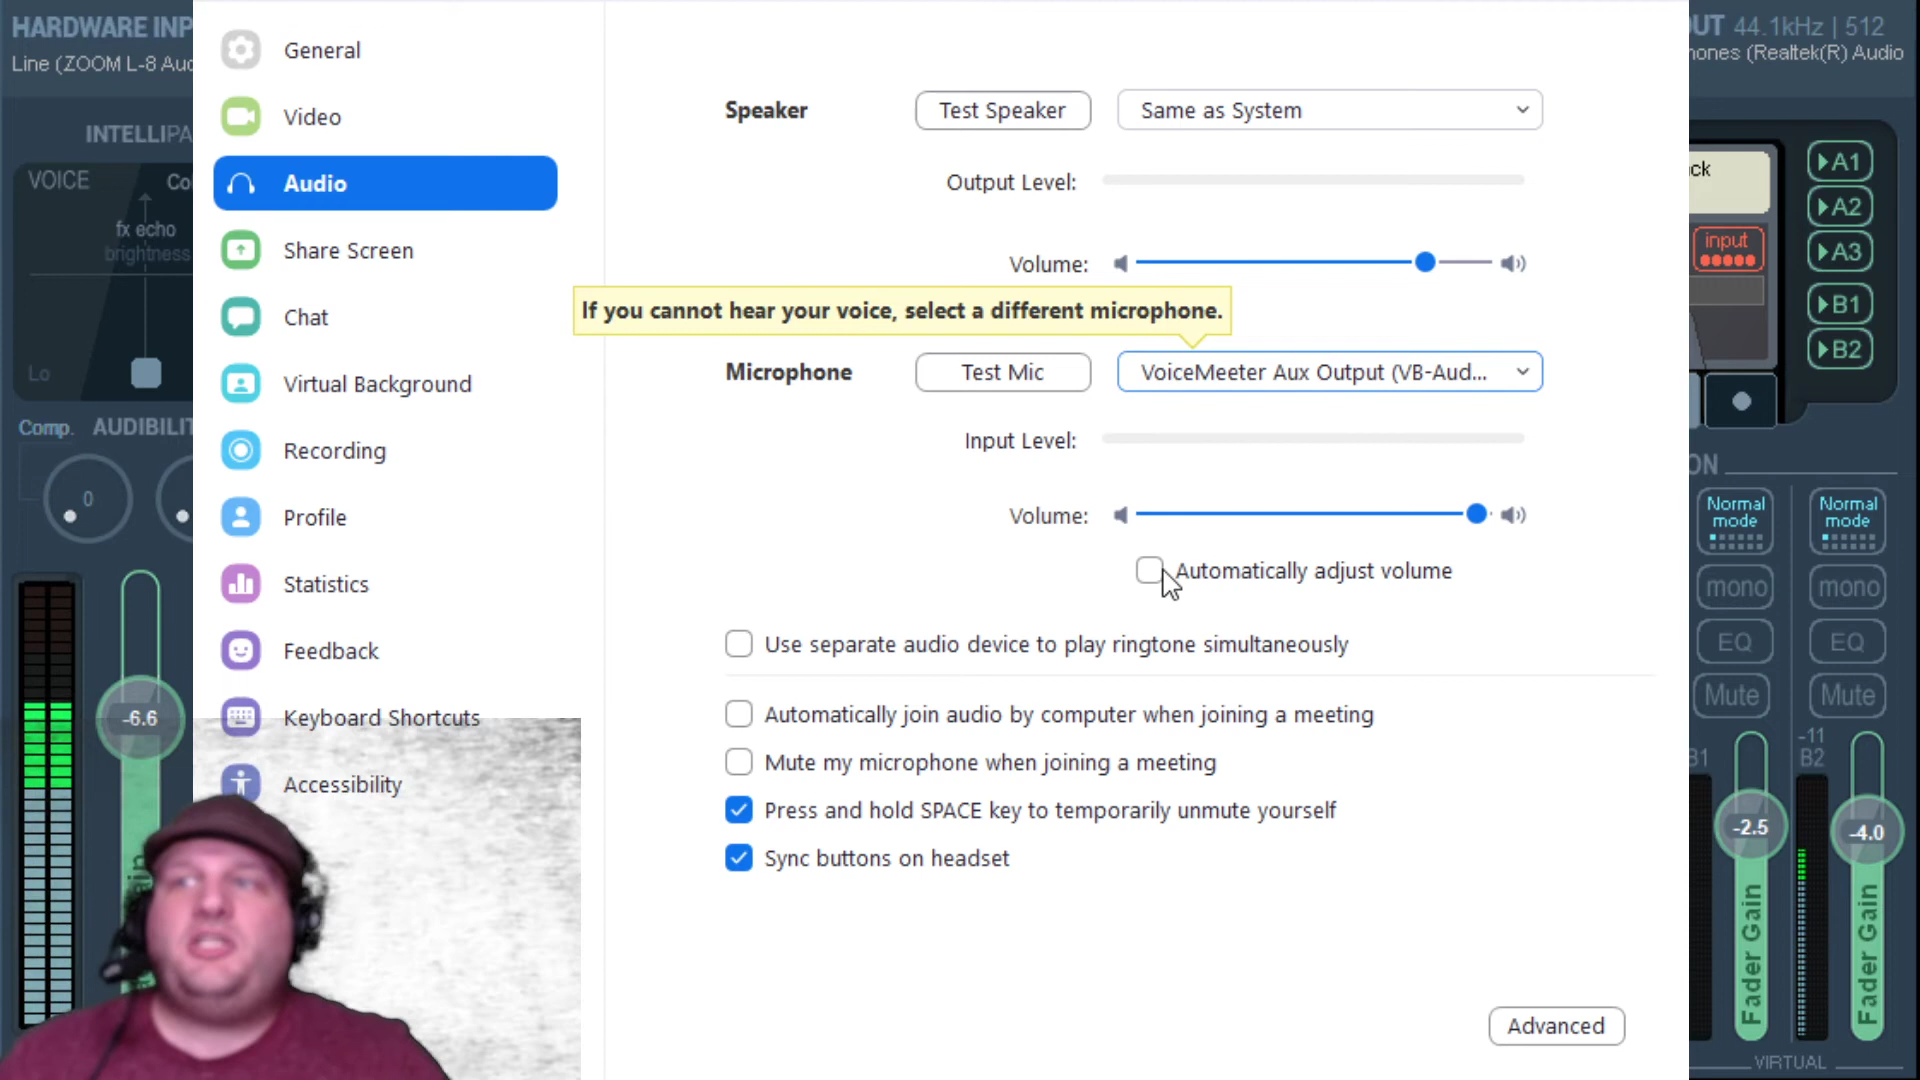 HARDWARE INP
Line (ZOOM L-8 Aud
INTELLIPA
VOICE
Co
fx echo
brightness
Lo
Comp.
AUDIBILIT
0
-6.6
General
Video
Audio
Share Screen
Chat
Virtual Background
Recording
Profile
Statistics
Feedback
Keyboard Shortcuts
Accessibility
Speaker
Test Speaker
Same as System
Output Level:
Volume:
If you cannot hear your voice, select a different microphone.
Microphone
Test Mic
VoiceMeeter Aux Output (VB-Aud...
Input Level:
Volume:
Automatically adjust volume
Use separate audio device to play ringtone simultaneously
Automatically join audio by computer when joining a meeting
Mute my microphone when joining a meeting
Press and hold SPACE key to temporarily unmute yourself
Sync buttons on headset
Advanced
OUT 44.1kHz | 512
hones (Realtek(R) Audio
ck
input
A1
A2
A3
B1
B2
ON
Normal mode
Normal mode
mono
mono
EQ
EQ
Mute
Mute
-11
B1
B2
-2.5
-4.0
Fader Gain
Fader Gain
VIRTUAL